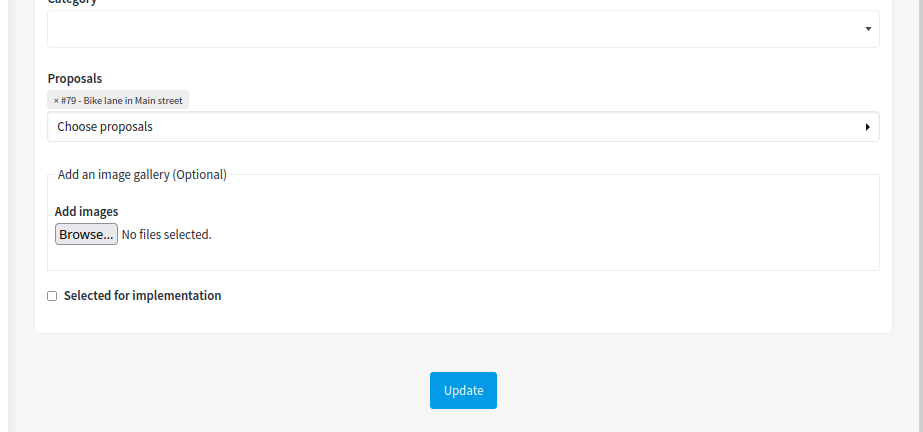 Category
Proposals
× #79 - Bike lane in Main street
Choose proposals
Add an image gallery (Optional)
Add images
Browse... No files selected.
Selected for implementation
Update